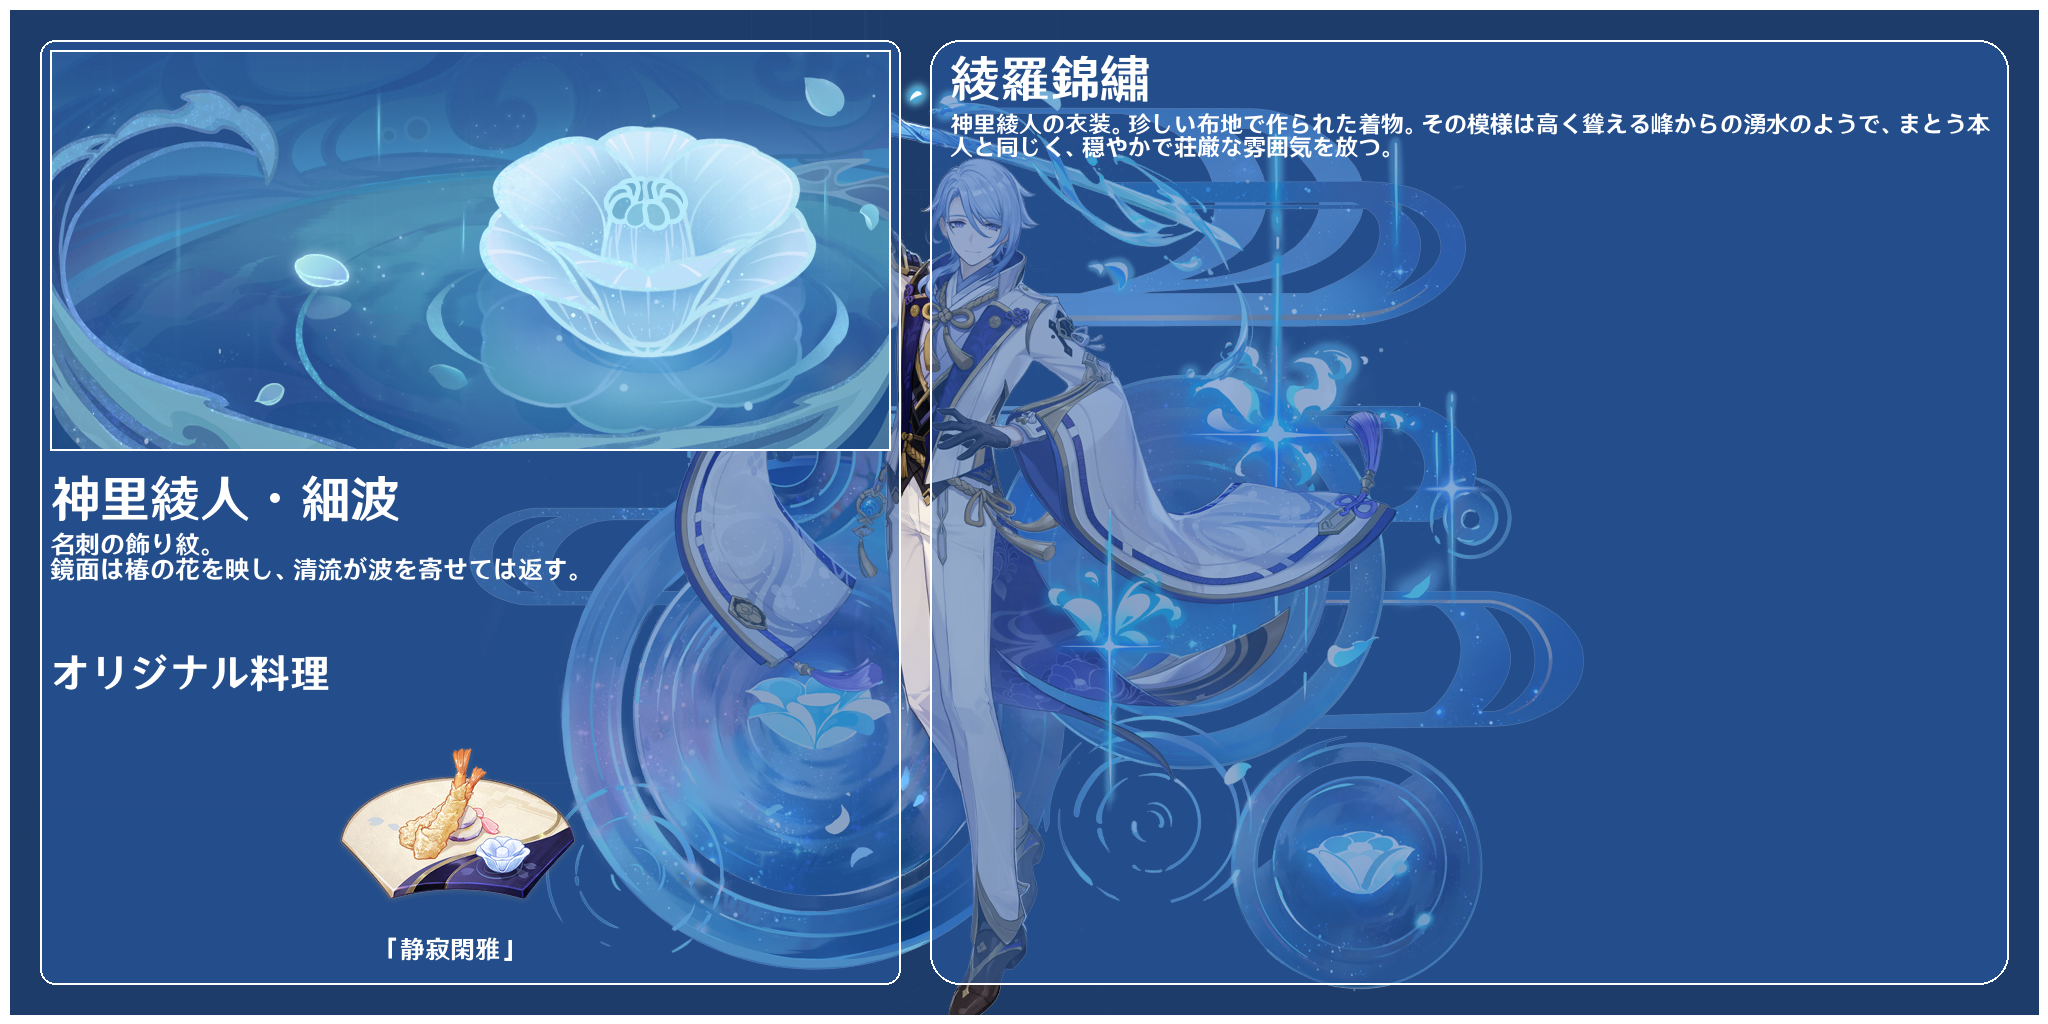 神里綾人・細波
名刺の飾り紋。
鏡面は椿の花を映し、清流が波を寄せては返す。
オリジナル料理
「静寂閑雅」
綾羅錦繍
神里綾人の衣装。珍しい布地で作られた着物。その模様は高く聳える峰からの湧水のようで、まとう本
人と同じく、穏やかで荘厳な雰囲気を放つ。